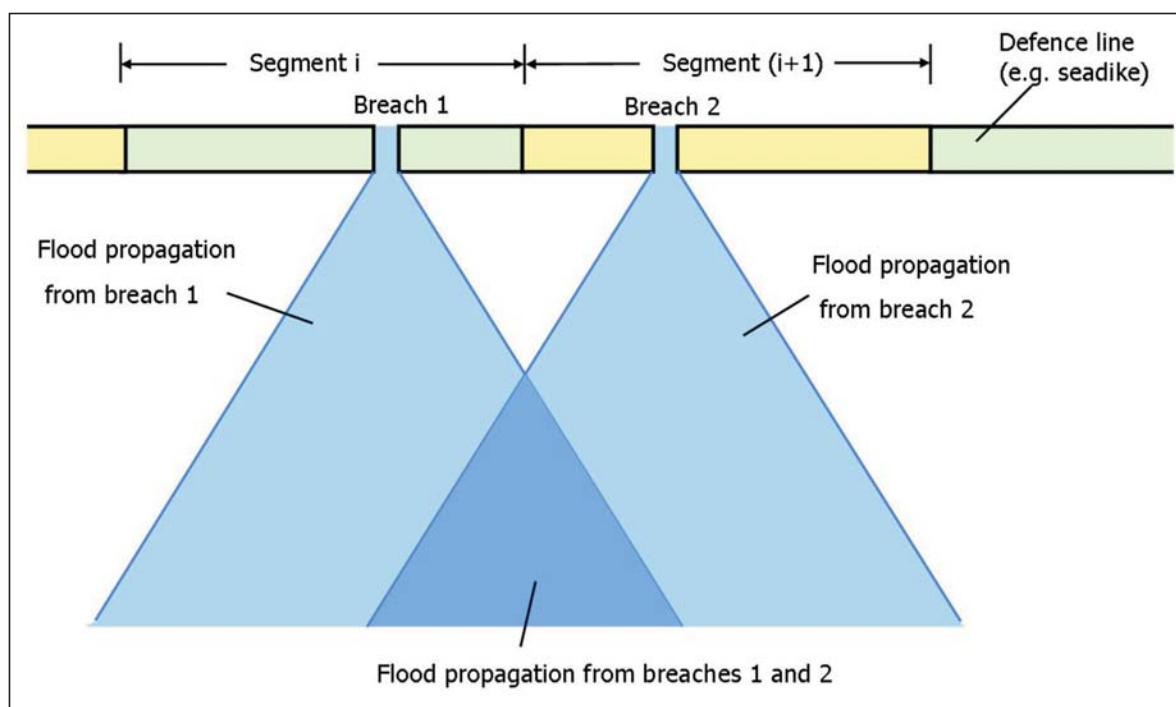 Segment i
Segment (i+1)
Defence line
(e.g. seadike)
Breach 1
Breach 2
Flood propagation
from breach 1
Flood propagation
from breach 2
Flood propagation from breaches 1 and 2